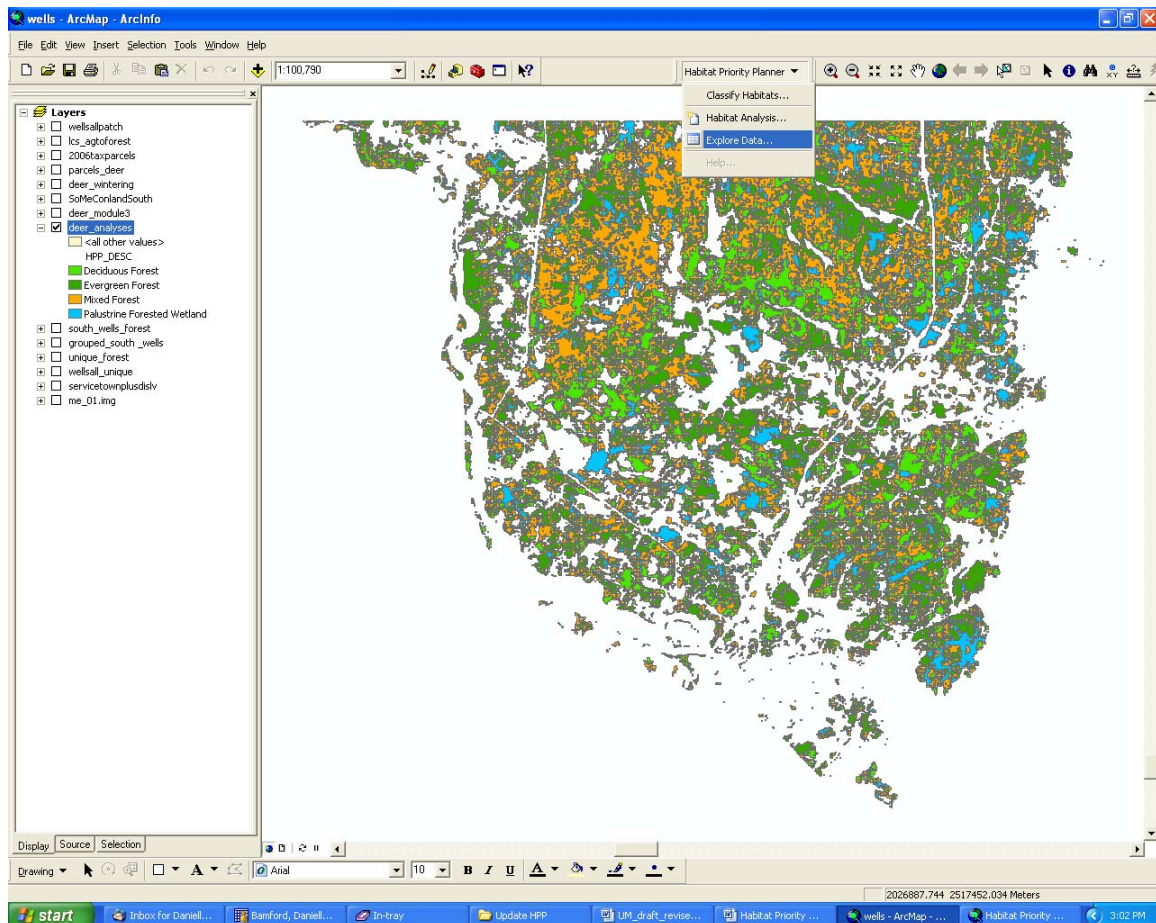 wells - ArcMap - ArcInfo
File Edit View Insert Selection Tools Window Help
1:100,790
Habitat Priority Planner
Classify Habitats...
Habitat Analysis...
Explore Data...
Help...
Layers
wellsallpatch
lcs_agtoforest
2006taxparcels
parcels_deer
deer_wintering
SoMeConlandSouth
deer_module3
deer_analyses
<all other values>
HPP_DESC
Deciduous Forest
Evergreen Forest
Mixed Forest
Palustrine Forested Wetland
south_wells_forest
grouped_south _wells
unique_forest
wellsall_unique
servicetownplusdislv
me_01.img
Display Source Selection
Drawing A Arial 10 B I U A
2026887.744 2517452.034 Meters
start Inbox for Daniell... Bamford, Daniell... In-tray Update HPP UM_draft_revise... Habitat Priority ... wells - ArcMap - ... Habitat Priority ... 3:02 PM